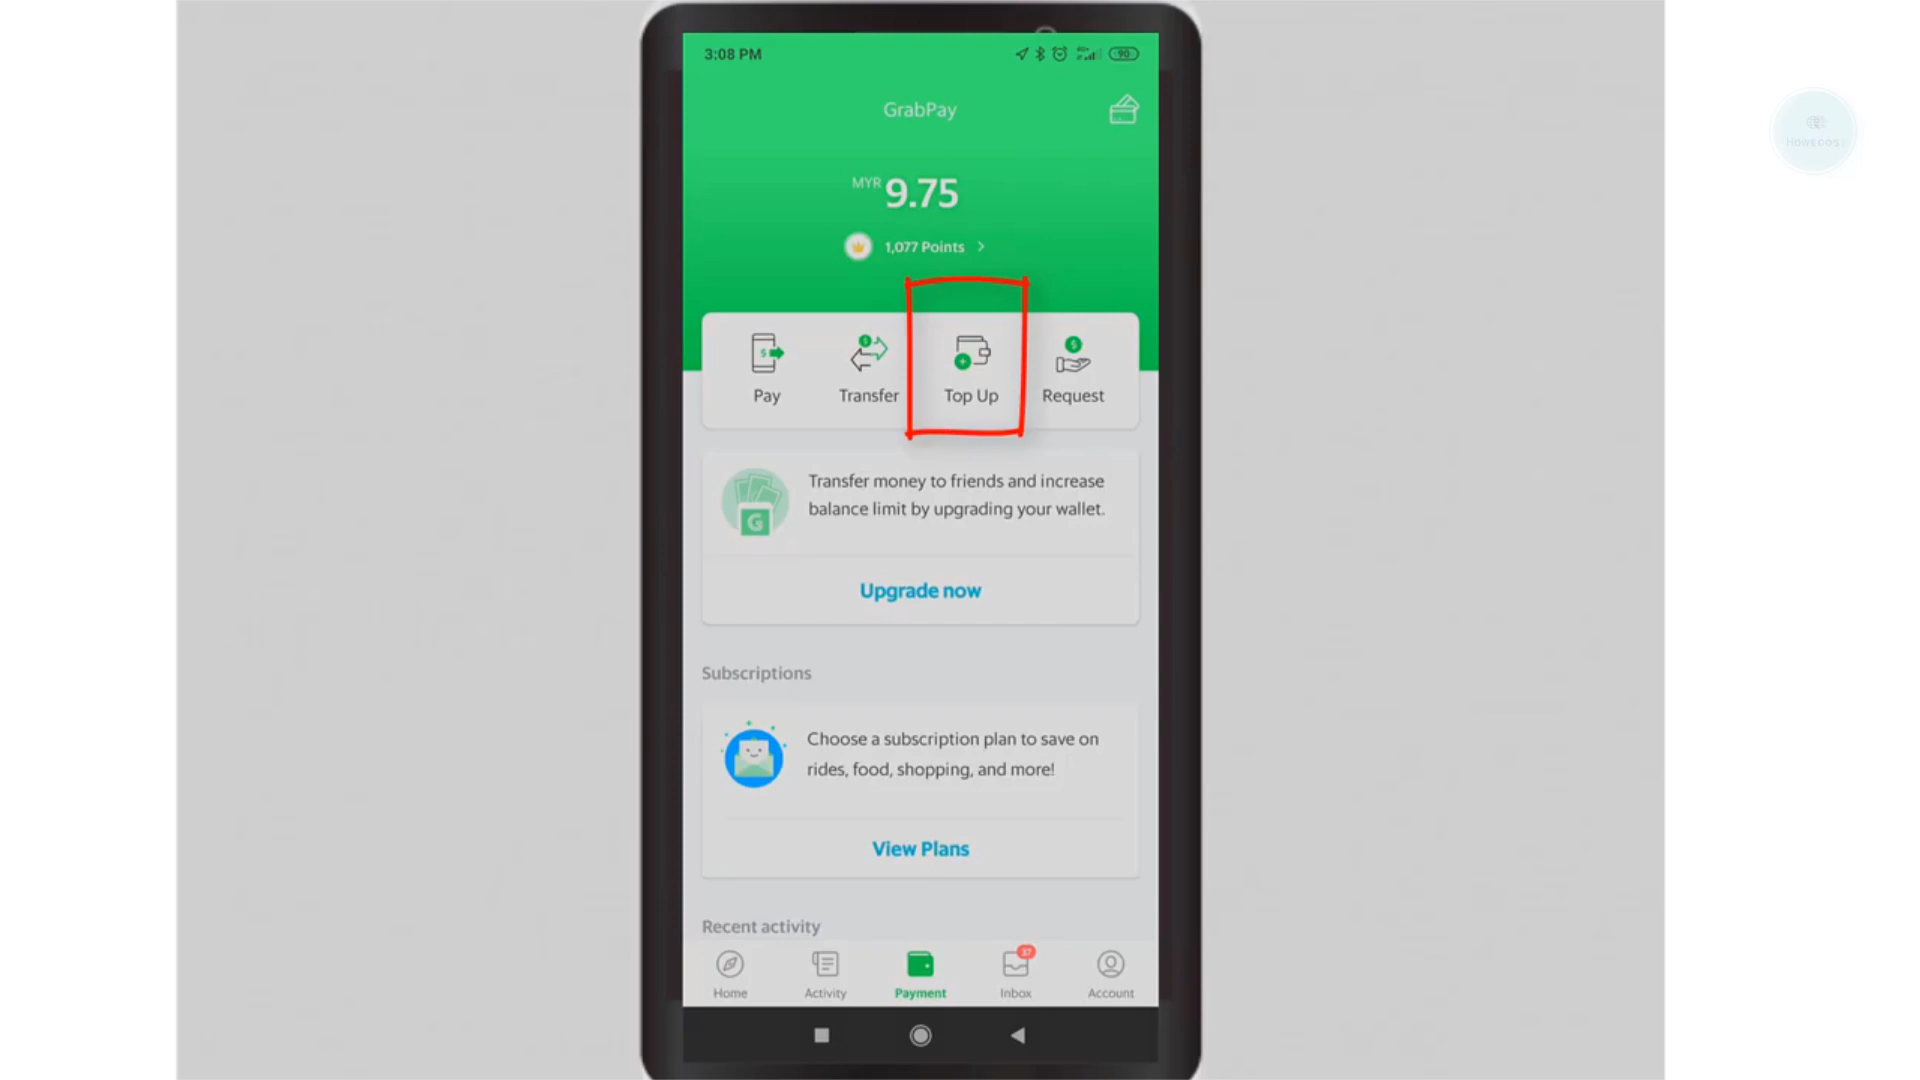 3:08 PM
90
GrabPay
MYR 9.75
1,077 Points
Pay
Transfer
Top Up
Request
Transfer money to friends and increase
balance limit by upgrading your wallet.
Upgrade now
Subscriptions
Choose a subscription plan to save on
rides, food, shopping, and more!
View Plans
Recent activity
37
Home
Activity
Payment
Inbox
Account